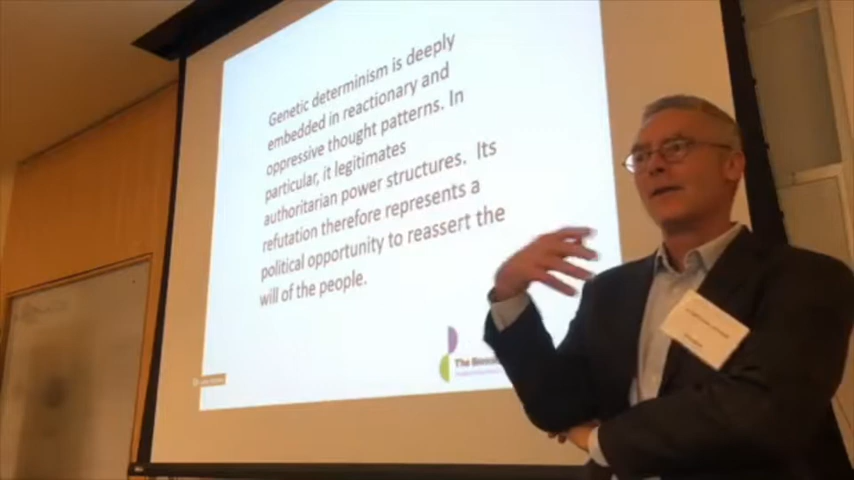 Genetic determinism is deeply
embedded in reactionary and
oppressive thought patterns. In
particular, it legitimates
authoritarian power structures. Its
refutation therefore represents a
political opportunity to reassert the
will of the people.
The